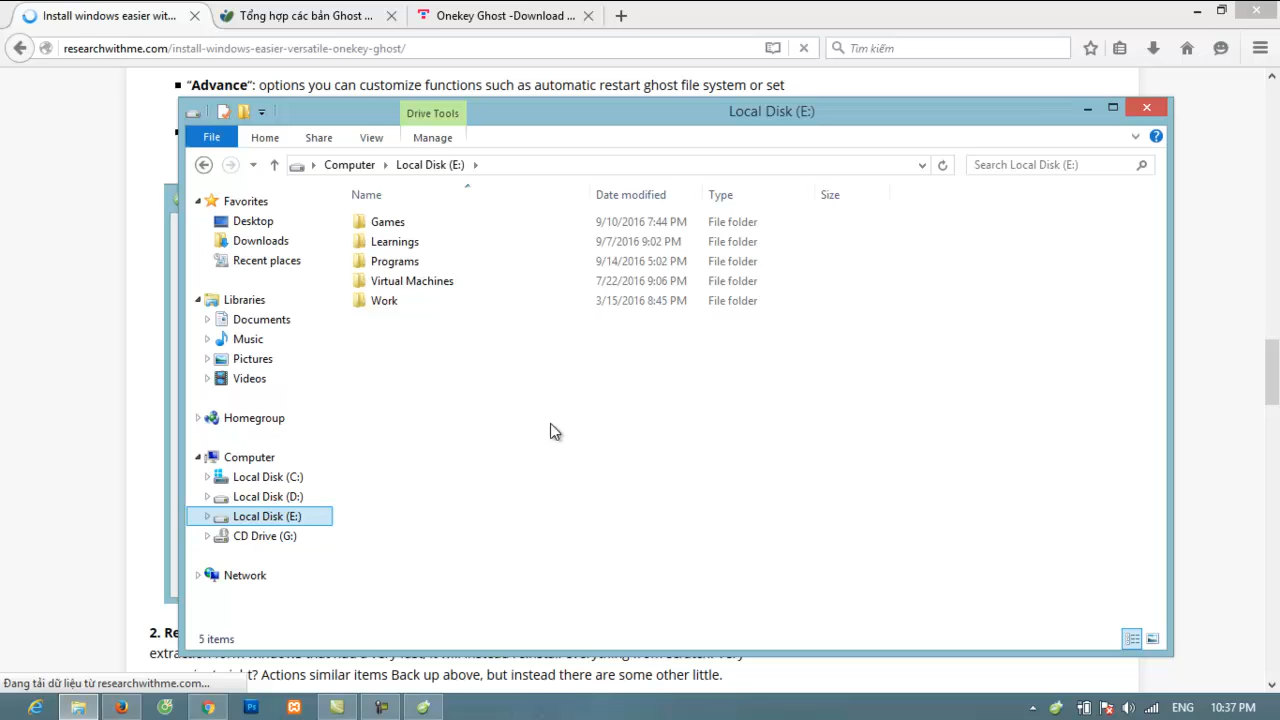 Install windows easier wit...
Tổng hợp các bản Ghost ...
Onekey Ghost -Download ...
researchwithme.com/install-windows-easier-versatile-onekey-ghost/
Tìm kiếm
"Advance": options you can customize functions such as automatic restart ghost file system or set
Drive Tools
Local Disk (E:)
File
Home
Share
View
Manage
Computer
Local Disk (E:)
Search Local Disk (E:)
Name
Date modified
Type
Size
Favorites
Desktop
Downloads
Recent places
Libraries
Documents
Music
Pictures
Videos
Homegroup
Computer
Local Disk (C:)
Local Disk (D:)
Local Disk (E:)
CD Drive (G:)
Network
Games 9/10/2016 7:44 PM File folder
Learnings 9/7/2016 9:02 PM File folder
Programs 9/14/2016 5:02 PM File folder
Virtual Machines 7/22/2016 9:06 PM File folder
Work 3/15/2016 8:45 PM File folder
5 items
2. Re
? Actions similar items Back up above, but instead there are some other little.
Đang tải dữ liệu từ researchwithme.com...
ENG
10:37 PM